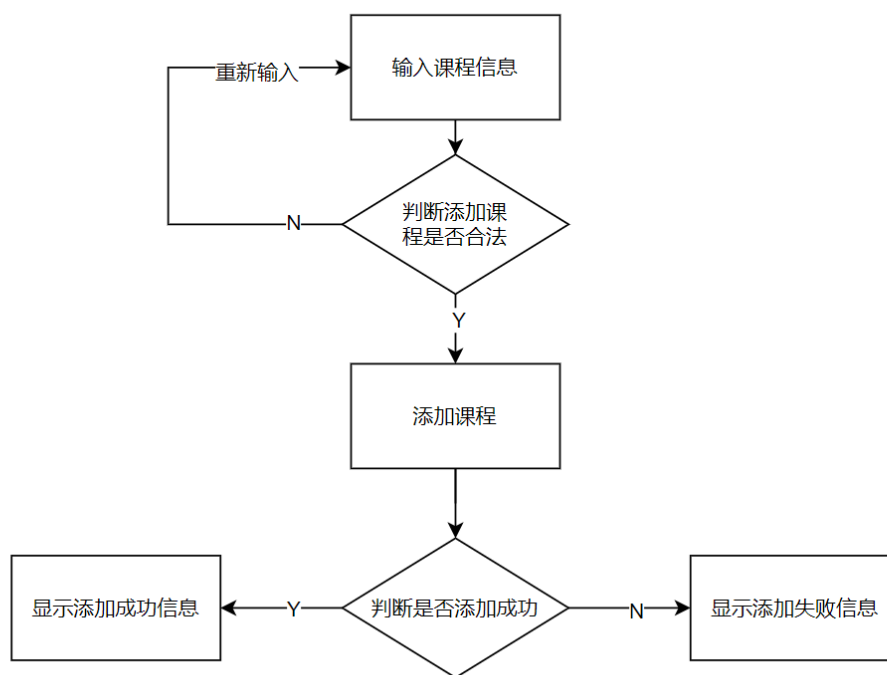 输入课程信息
重新输入
判断添加课
程是否合法
N
Y
添加课程
显示添加成功信息
Y
判断是否添加成功
N
显示添加失败信息